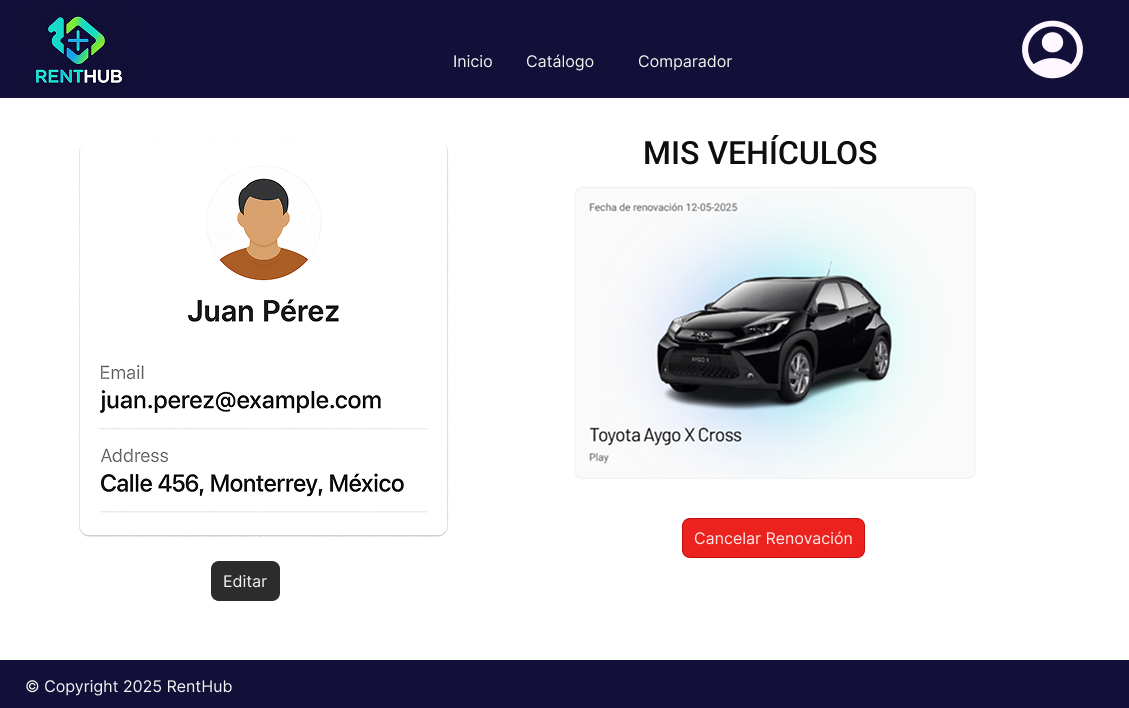 RENTHUB
Inicio
Catálogo
Comparador
Juan Pérez
Email
juan.perez@example.com
Address
Calle 456, Monterrey, México
Editar
MIS VEHÍCULOS
Fecha de renovación 12-05-2025
AYGO X
Toyota Aygo X Cross
Play
Cancelar Renovación
© Copyright 2025 RentHub